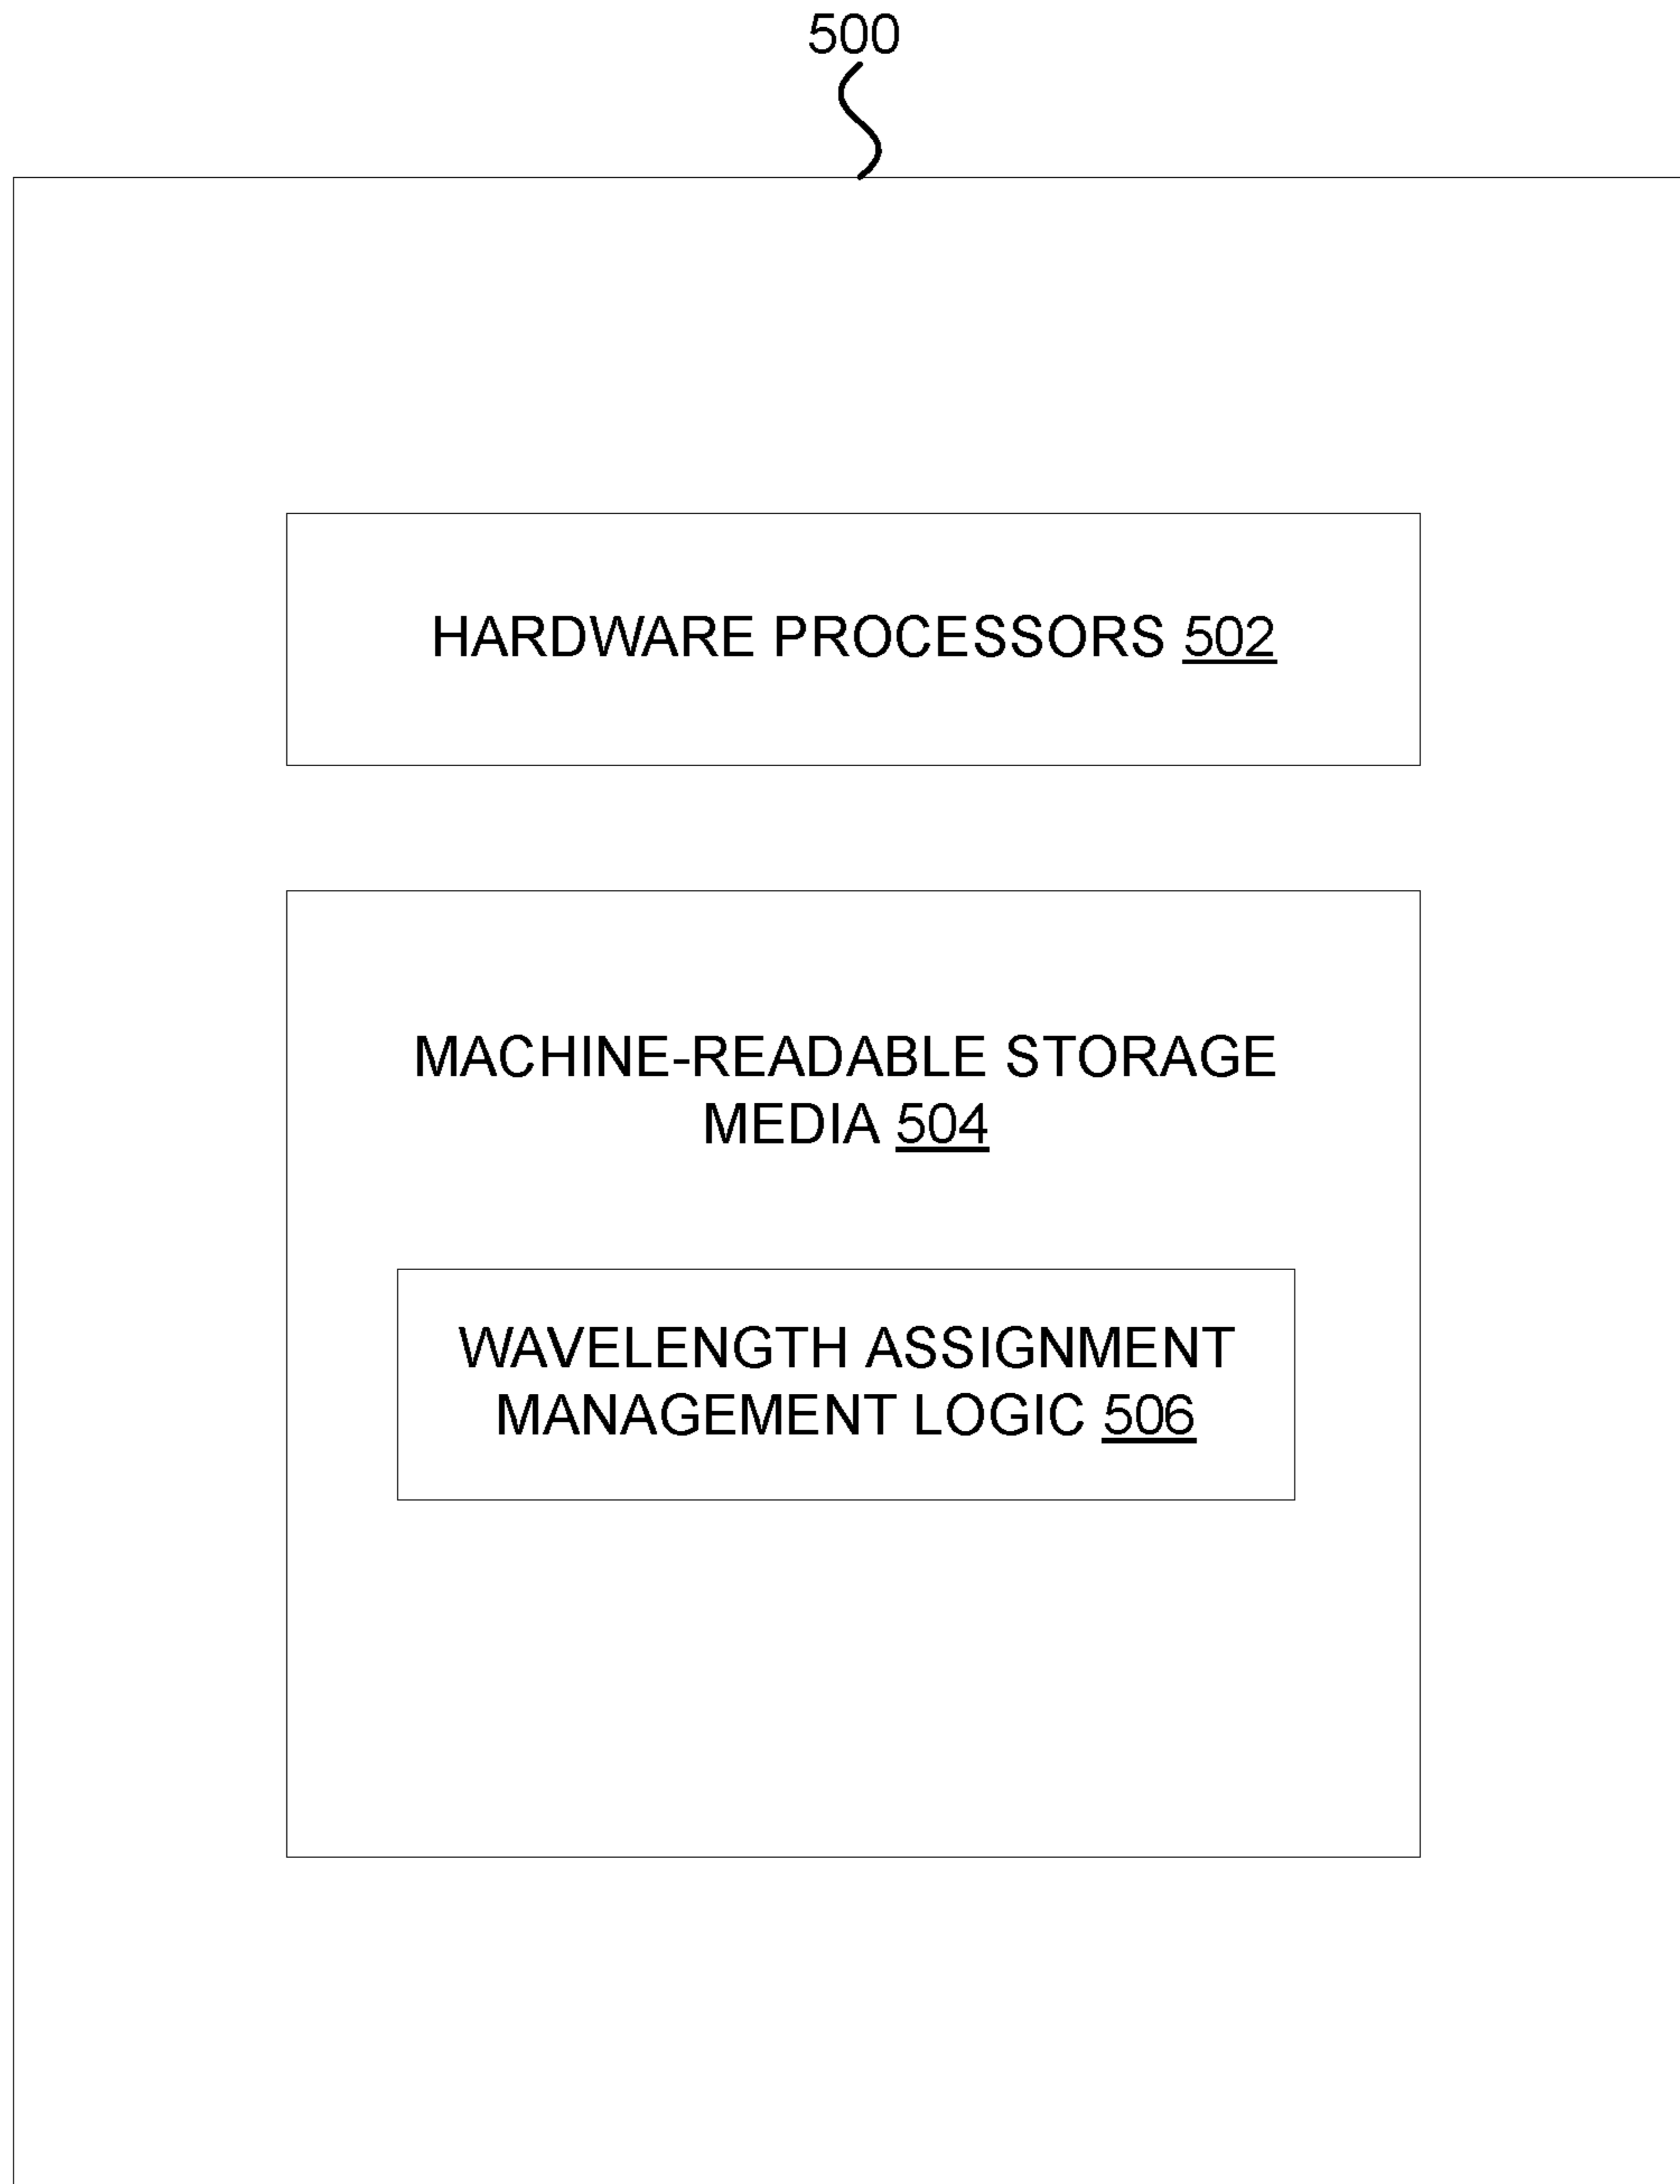 500
HARDWARE PROCESSORS 502
MACHINE-READABLE STORAGE
MEDIA 504
WAVELENGTH ASSIGNMENT
MANAGEMENT LOGIC 506